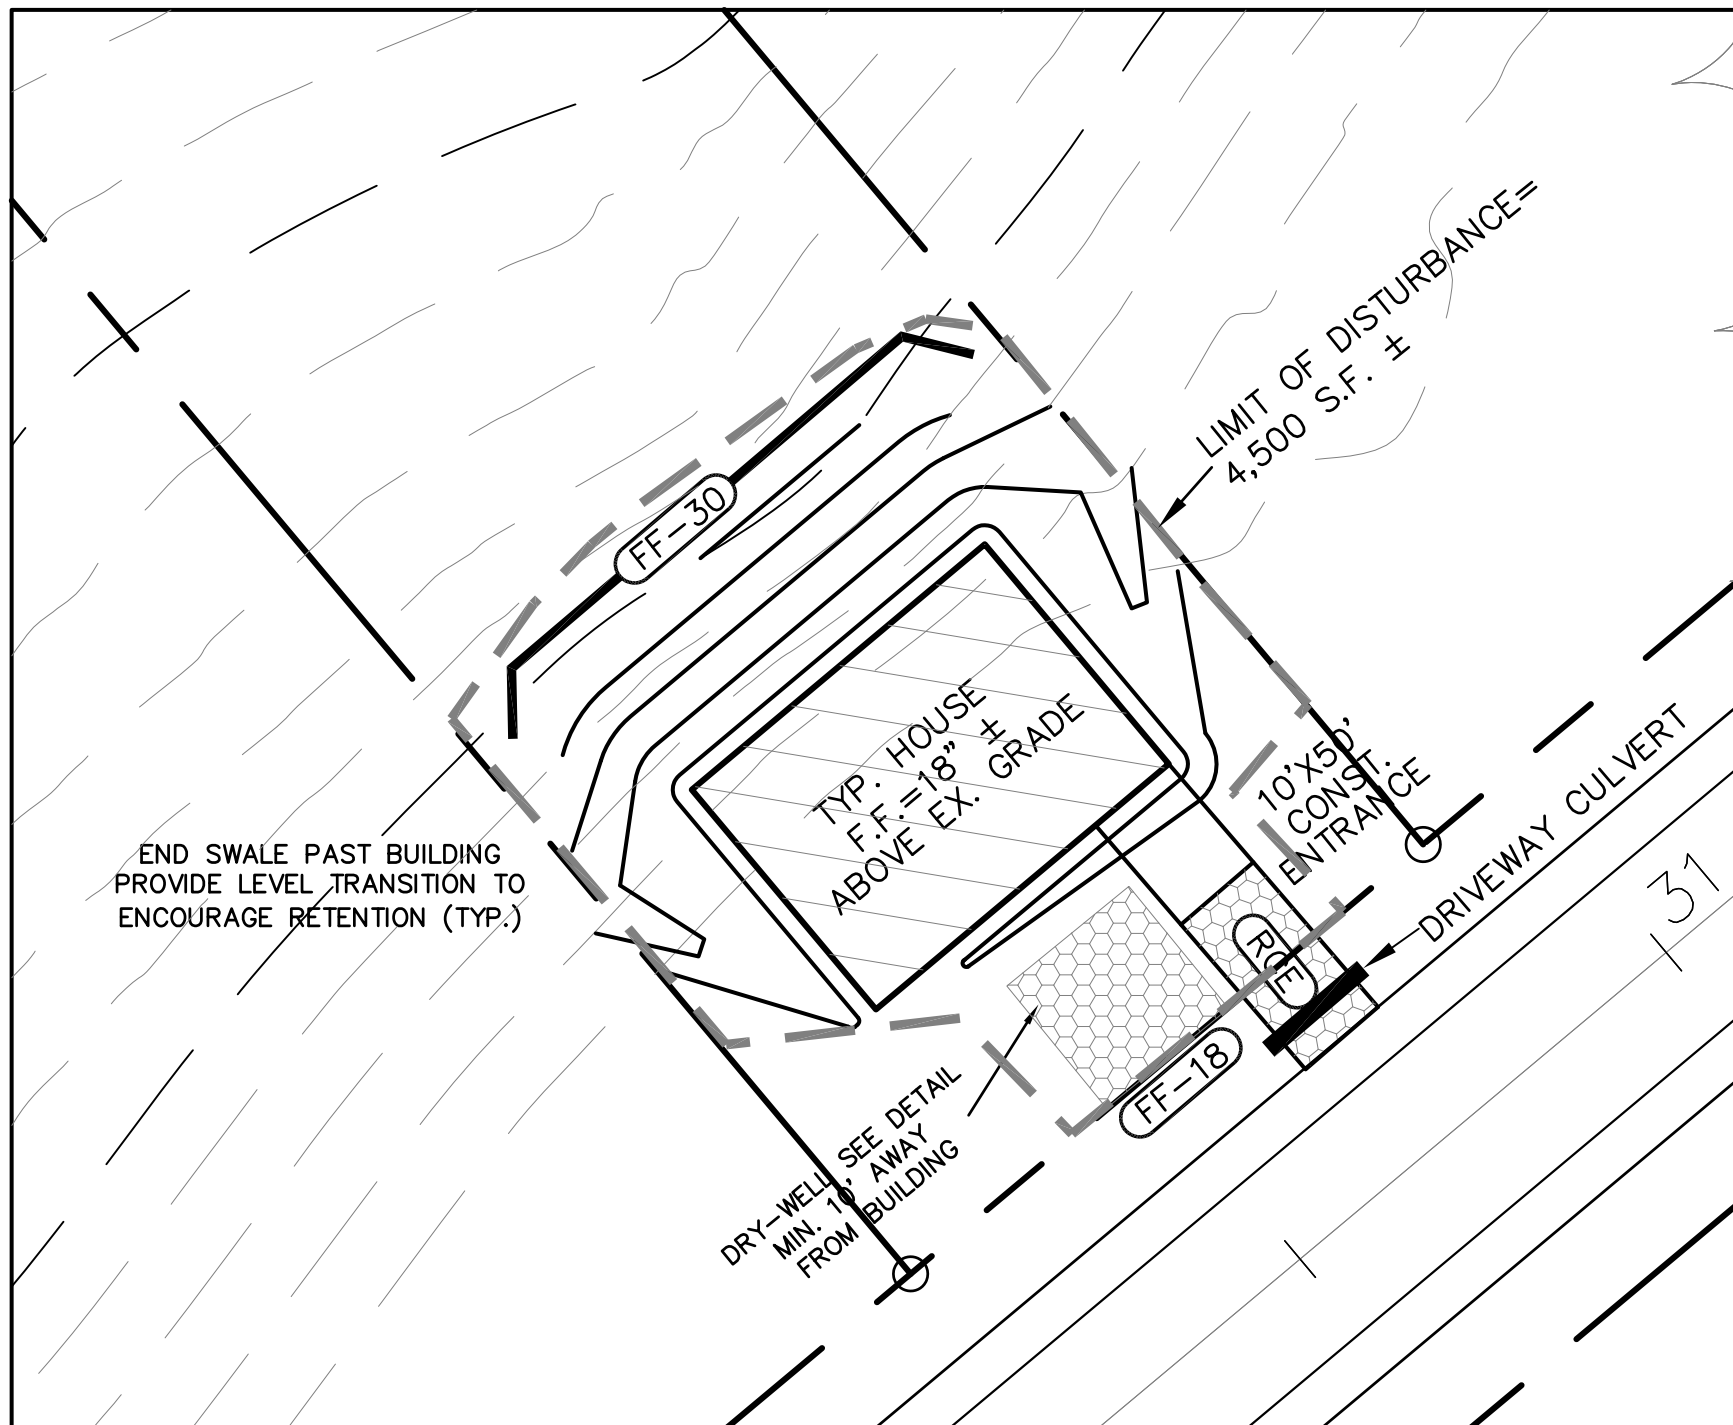 LIMIT OF DISTURBANCE=
4,500 S.F. ±
FF-30
TYP. HOUSE
F.F.=18" ±
ABOVE EX. GRADE
10'X50'
CONST.
ENTRANCE
DRIVEWAY CULVERT
31
END SWALE PAST BUILDING
PROVIDE LEVEL TRANSITION TO
ENCOURAGE RETENTION (TYP.)
RCE
FF-18
DRY-WELL, SEE DETAIL
MIN. 10' AWAY
FROM BUILDING